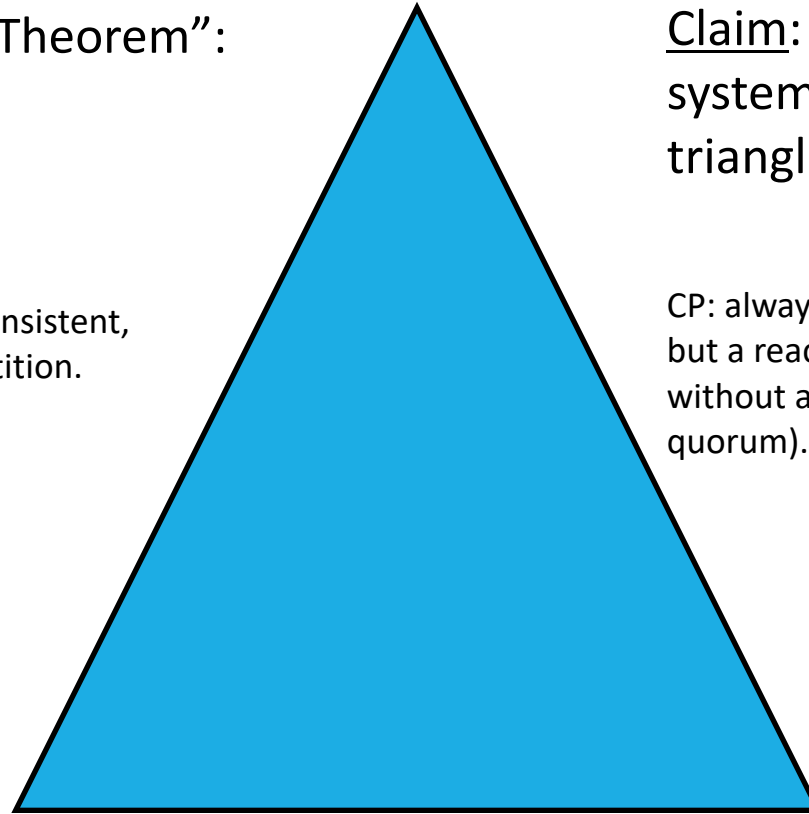 Theorem”:
Claim:
system
triangl
nsistent,
tition.
CP: alway
but a reac
without a
quorum).